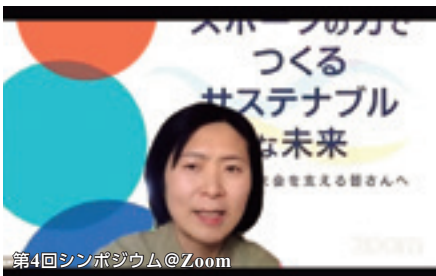 スポーツの力で
つくる
サステナブル
な未来
社会を支える皆さんへ
第4回シンポジウム@Zoom
zoom